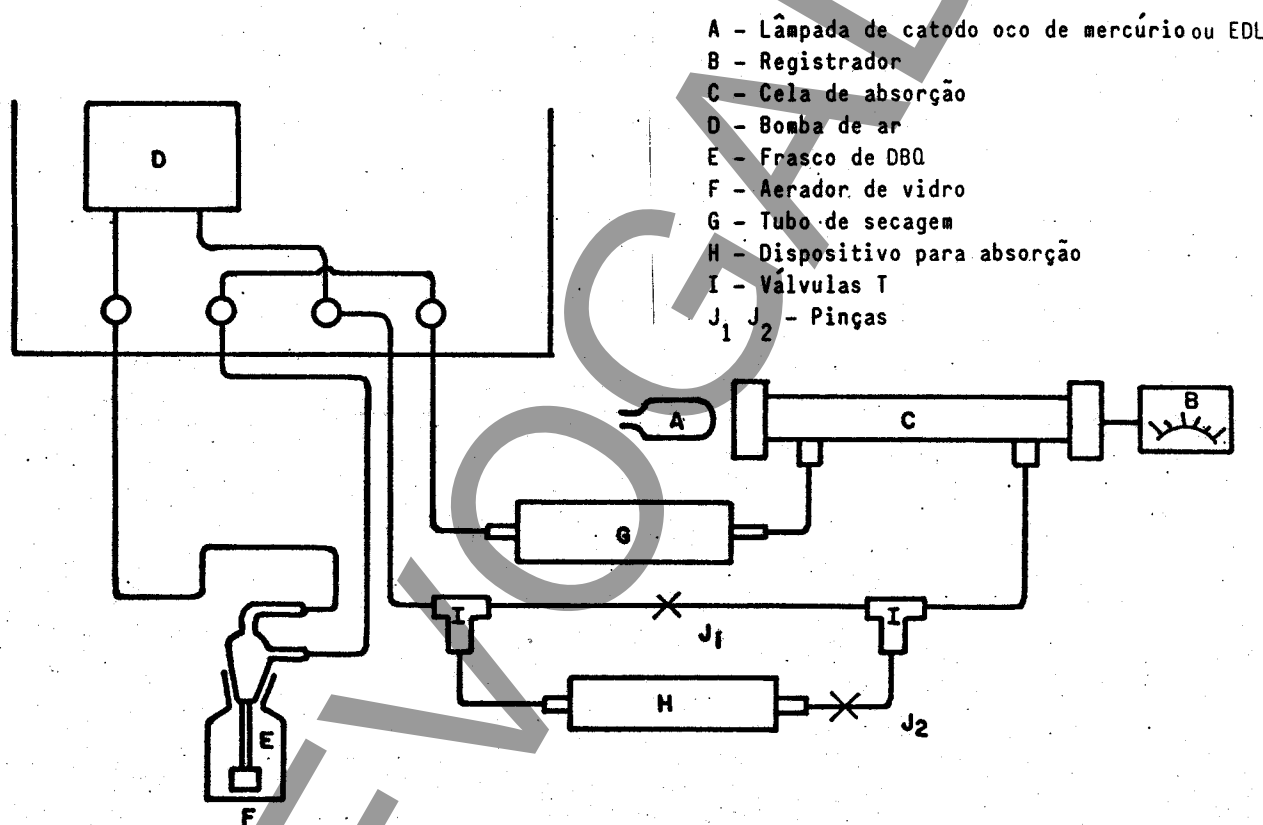 A - Lâmpada de catodo oco de mercúrio ou EDL
B - Registrador
C - Cela de absorção
D - Bomba de ar
E - Frasco de DBO
F - Aerador de vidro
G - Tubo de secagem
H - Dispositivo para absorção
I - Válvulas T
J1 J2 - Pinças
D
A
C
B
G
I
I
J1
H
J2
E
F